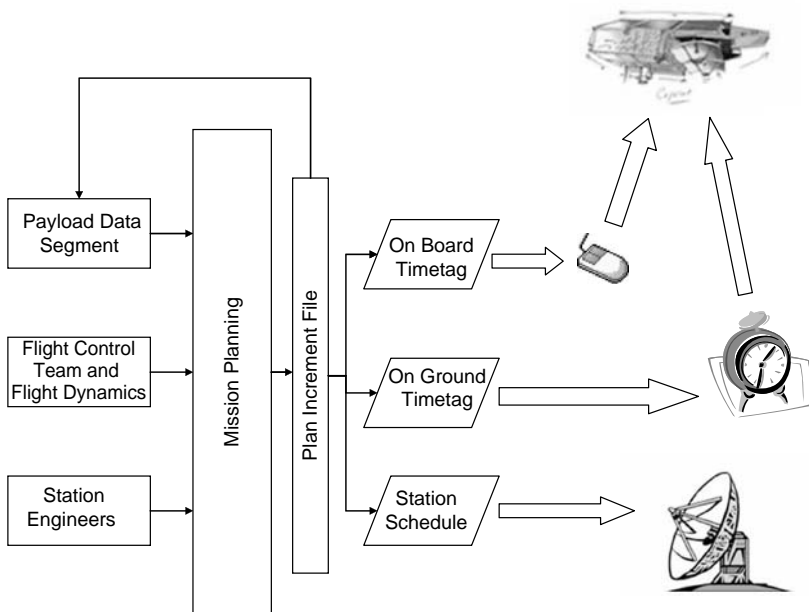 Payload Data
Segment
Flight Control
Team and
Flight Dynamics
Station
Engineers
Mission Planning
Plan Increment File
On Board
Timetag
On Ground
Timetag
Station
Schedule